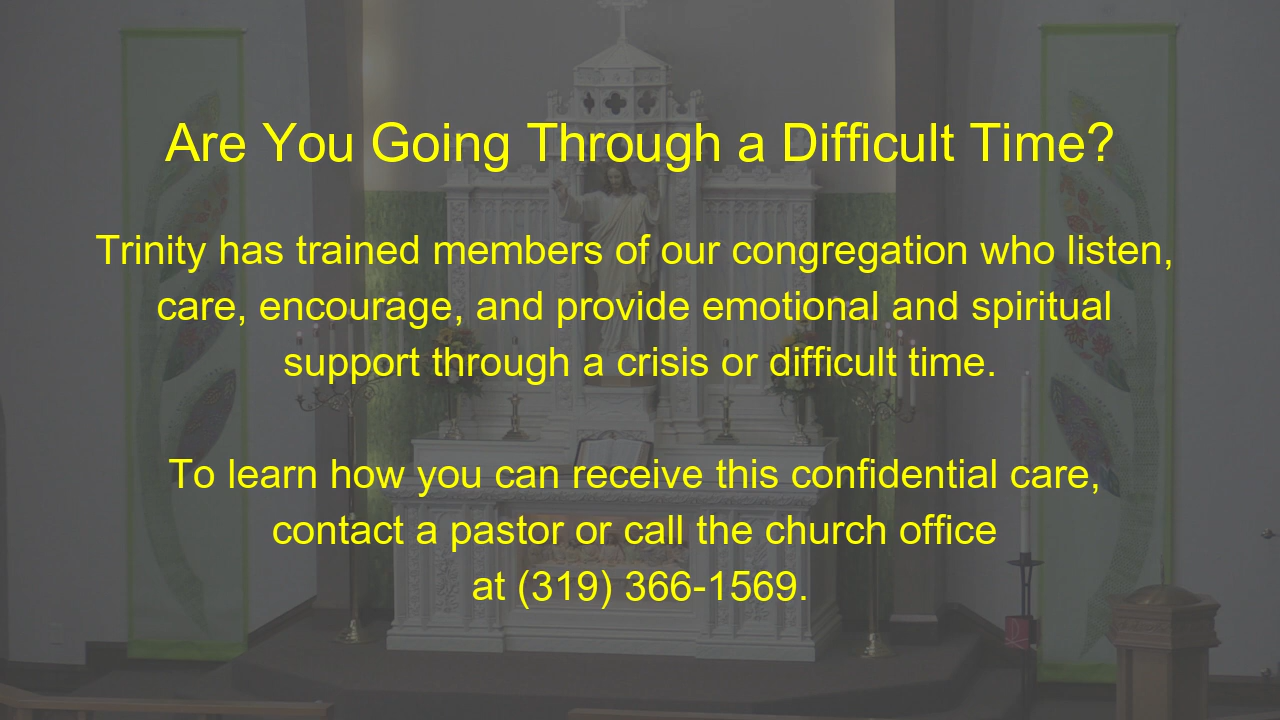 Are You Going Through a Difficult Time?
Trinity has trained members of our congregation who listen,
care, encourage, and provide emotional and spiritual
support through a crisis or difficult time.
To learn how you can receive this confidential care,
contact a pastor or call the church office
at (319) 366-1569.